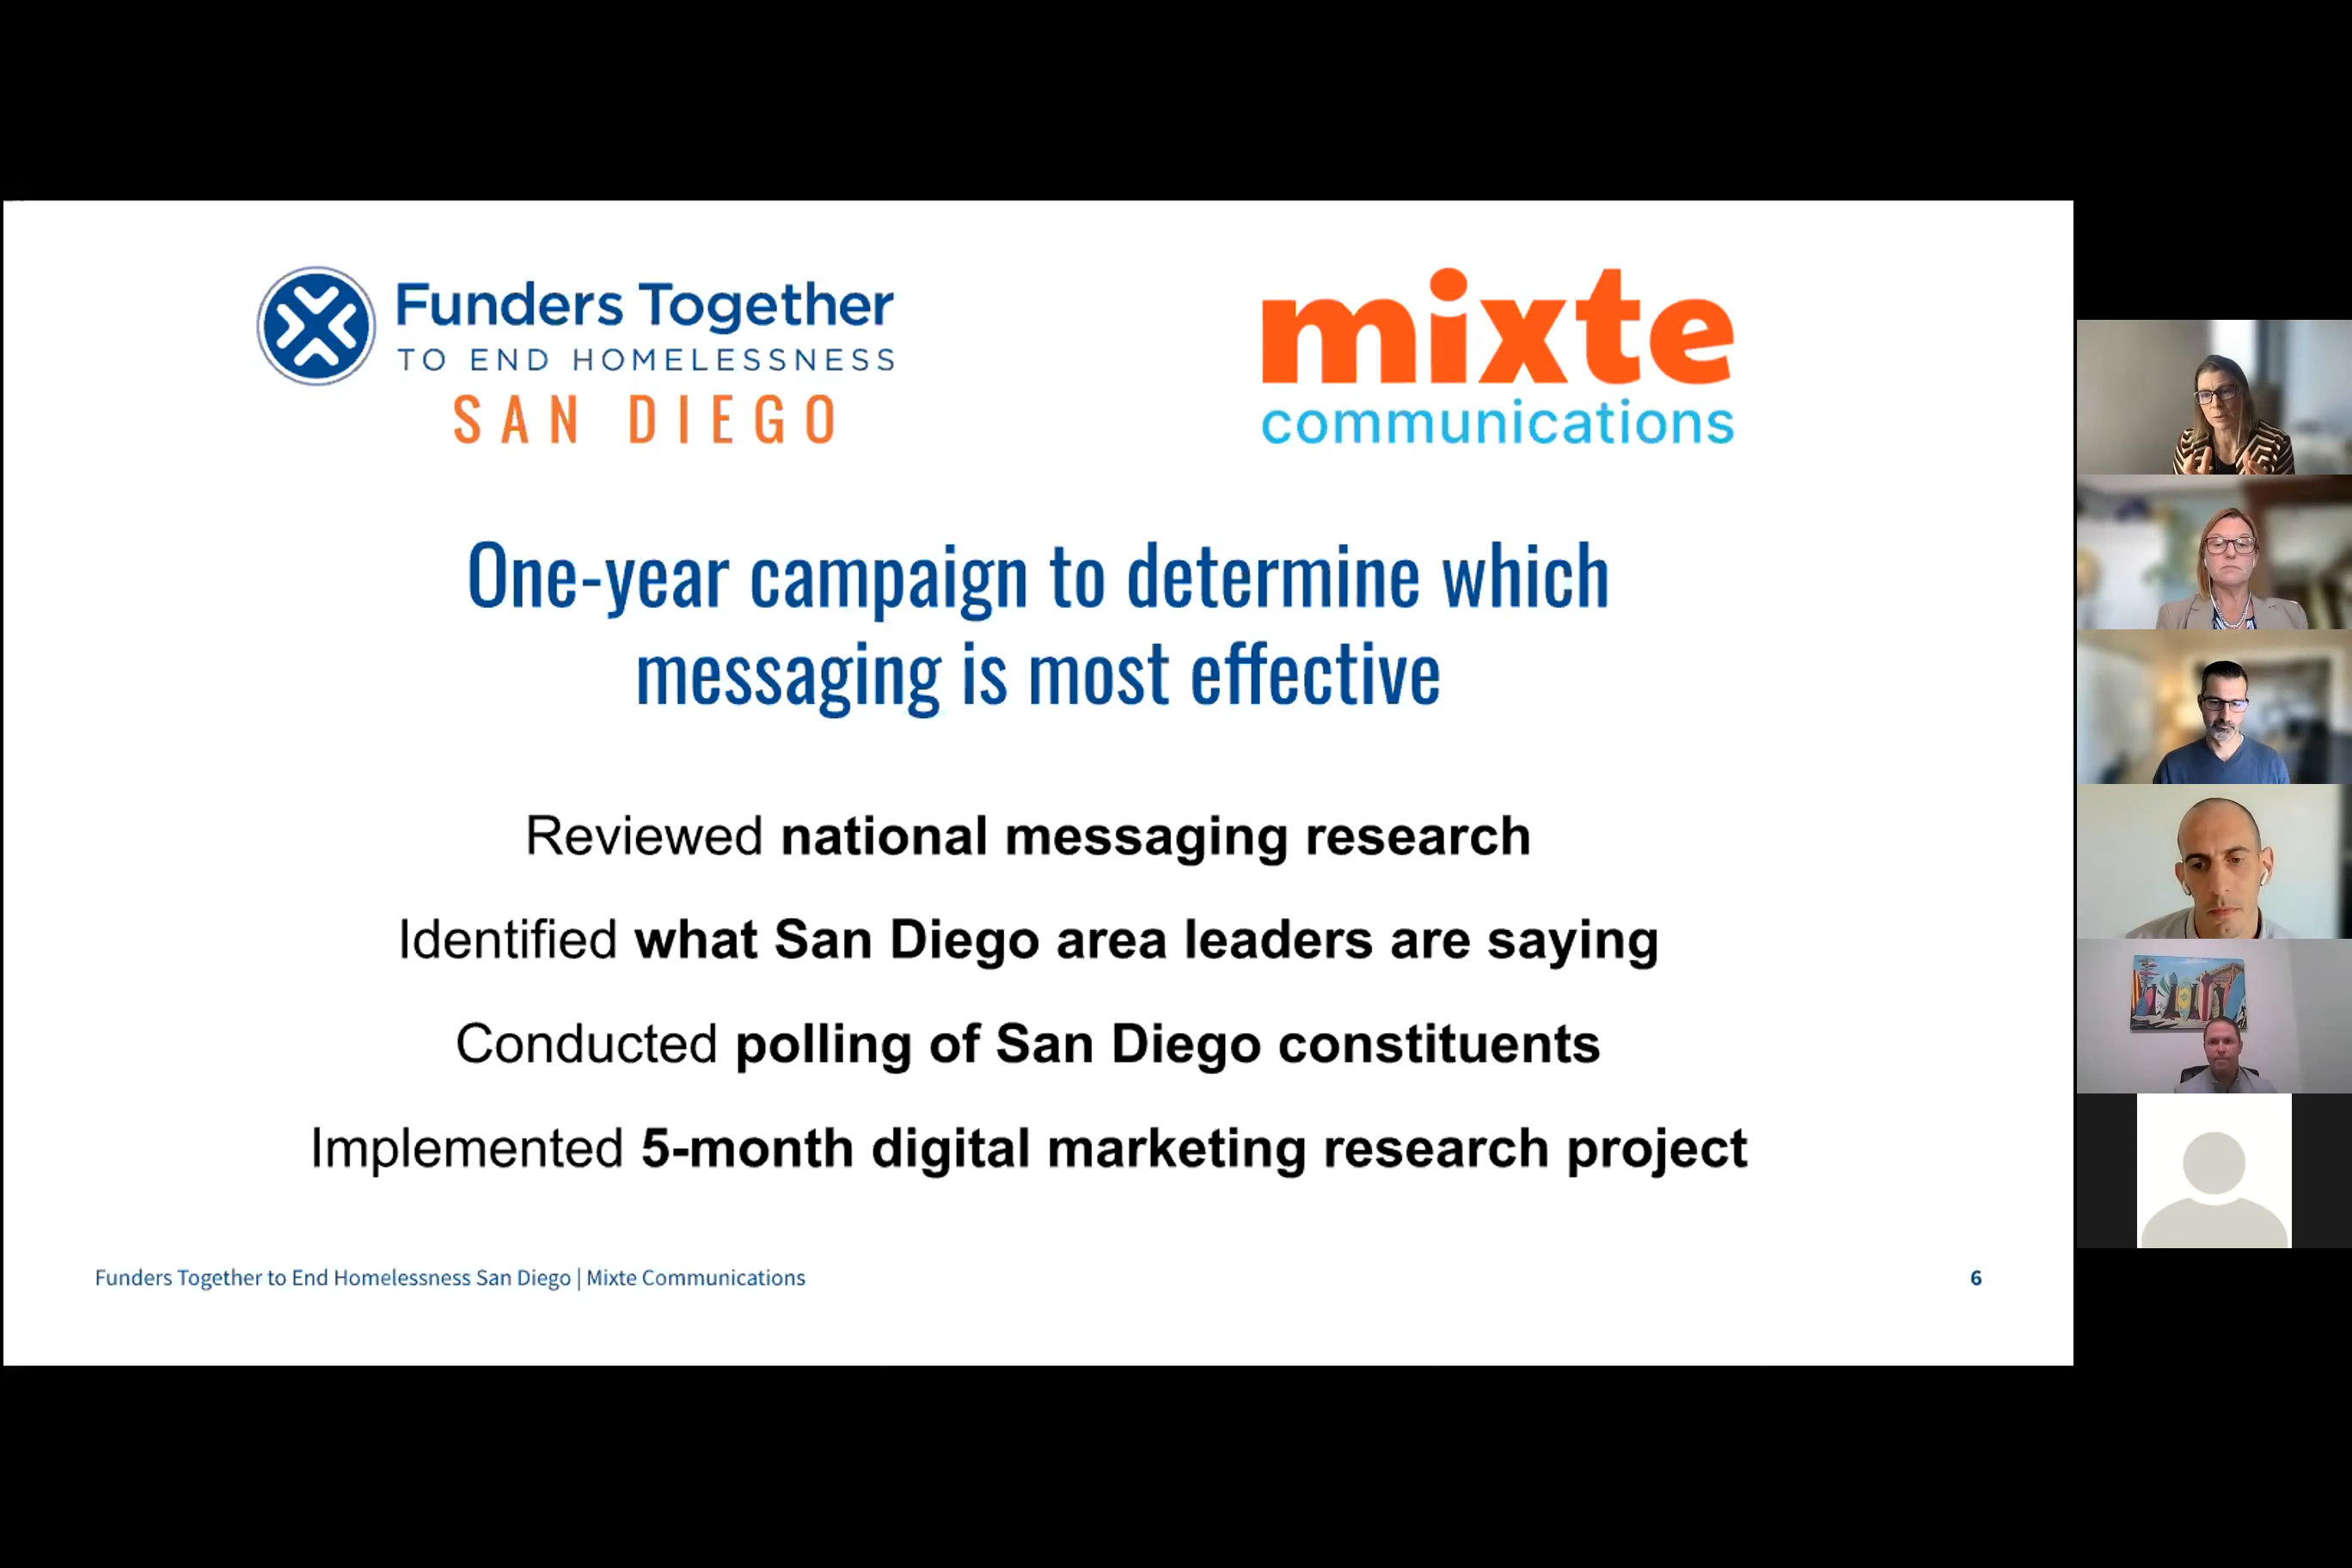 Funders Together
TO END HOMELESSNESS
SAN DIEGO
mixte
communications
One-year campaign to determine which
messaging is most effective
Reviewed national messaging research
Identified what San Diego area leaders are saying
Conducted polling of San Diego constituents
Implemented 5-month digital marketing research project
Funders Together to End Homelessness San Diego | Mixte Communications
6